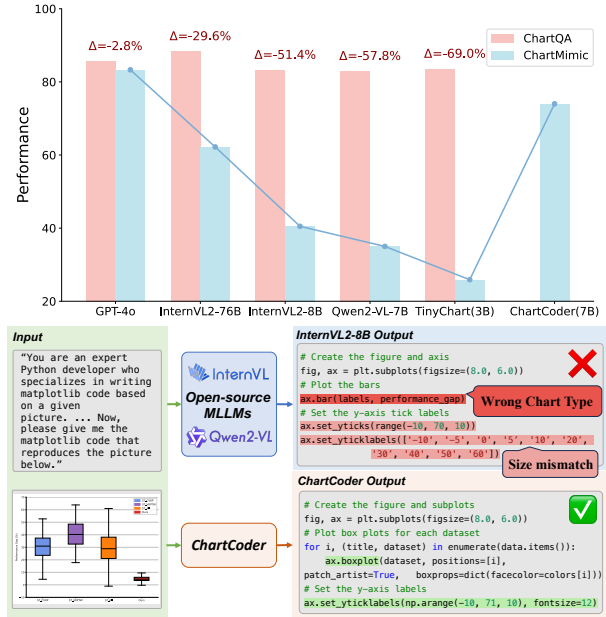 100
80
60
40
20
Performance
Δ=-2.8%
Δ=-29.6%
Δ=-51.4%
Δ=-57.8%
Δ=-69.0%
ChartQA
ChartMimic
GPT-4o
InternVL2-76B
InternVL2-8B
Qwen2-VL-7B
TinyChart(3B)
ChartCoder(7B)
Input
“You are an expert
Python developer who
specializes in writing
matplotlib code based
on a given
picture. ... Now,
please give me the
matplotlib code that
reproduces the picture
below.”
InternVL
Open-source
MLLMs
Qwen2-VL
ChartCoder
InternVL2-8B Output
# Create the figure and axis
fig, ax = plt.subplots(figsize=(8.0, 6.0))
# Plot the bars
ax.bar(labels, performance_gap)
Wrong Chart Type
# Set the y-axis tick labels
ax.set_yticks(range(-10, 70, 10))
ax.set_yticklabels(['-10', '-5', '0', '5', '10', '20',
'30', '40', '50', '60'])
Size mismatch
ChartCoder Output
# Create the figure and subplots
fig, ax = plt.subplots(figsize=(8.0, 6.0))
# Plot box plots for each dataset
for i, (title, dataset) in enumerate(data.items()):
ax.boxplot(dataset, positions=[i],
patch_artist=True, boxprops=dict(facecolor=colors[i]))
# Set the y-axis labels
ax.set_yticklabels(np.arange(-10, 71, 10), fontsize=12)